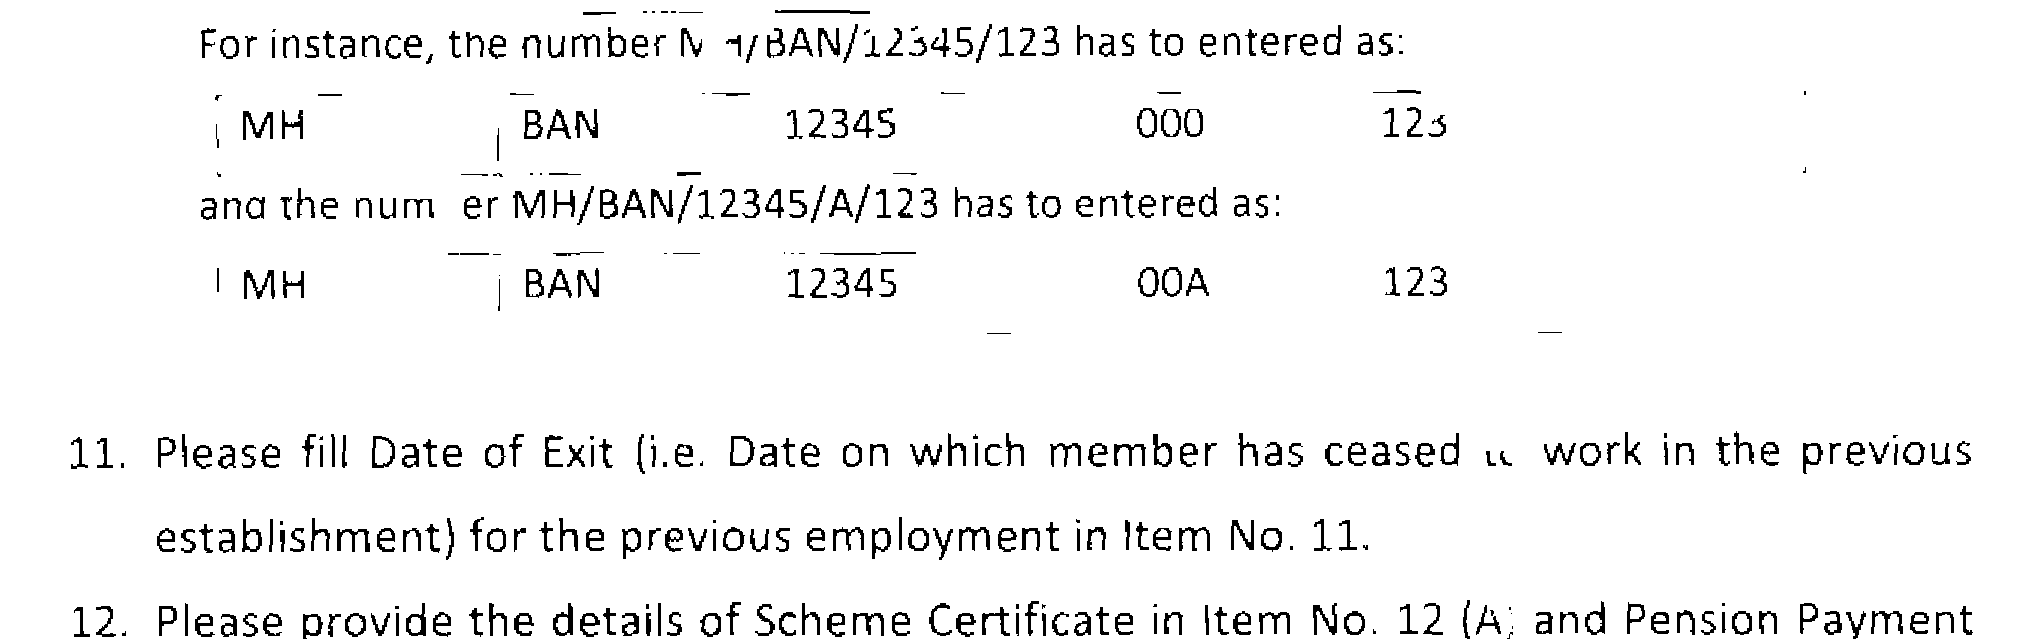 For instance, the number MH/BAN/12345/123 has to entered as:
MH BAN 12345 000 123
and the number MH/BAN/12345/A/123 has to entered as:
MH BAN 12345 00A 123
11. Please fill Date of Exit (i.e. Date on which member has ceased to work in the previous
establishment) for the previous employment in Item No. 11.
12. Please provide the details of Scheme Certificate in Item No. 12 (A) and Pension Payment